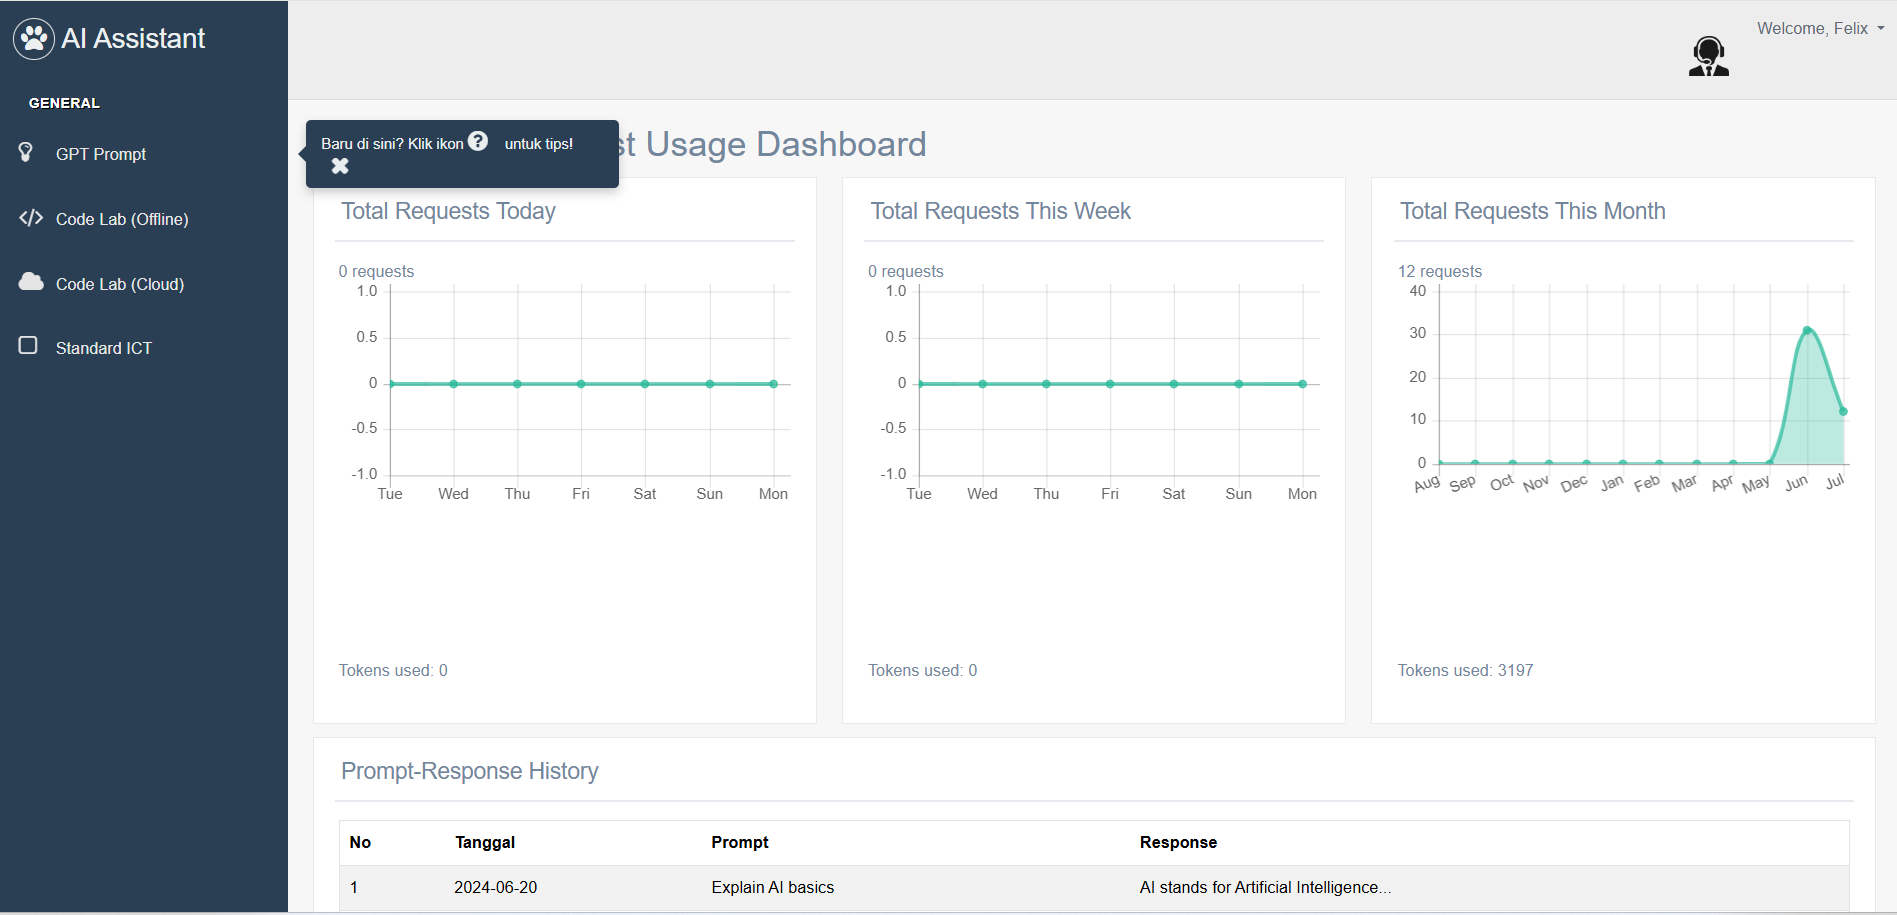 AI Assistant
Welcome, Felix
GENERAL
GPT Prompt
Code Lab (Offline)
Code Lab (Cloud)
Standard ICT
Baru di sini? Klik ikon ? untuk tips!
Usage Dashboard
Total Requests Today
0 requests
1.0
0.5
0
-0.5
-1.0
Tue Wed Thu Fri Sat Sun Mon
Tokens used: 0
Total Requests This Week
0 requests
1.0
0.5
0
-0.5
-1.0
Tue Wed Thu Fri Sat Sun Mon
Tokens used: 0
Total Requests This Month
12 requests
40
30
20
10
0
Aug Sep Oct Nov Dec Jan Feb Mar Apr May Jun Jul
Tokens used: 3197
Prompt-Response History
No Tanggal Prompt Response
1 2024-06-20 Explain AI basics AI stands for Artificial Intelligence...